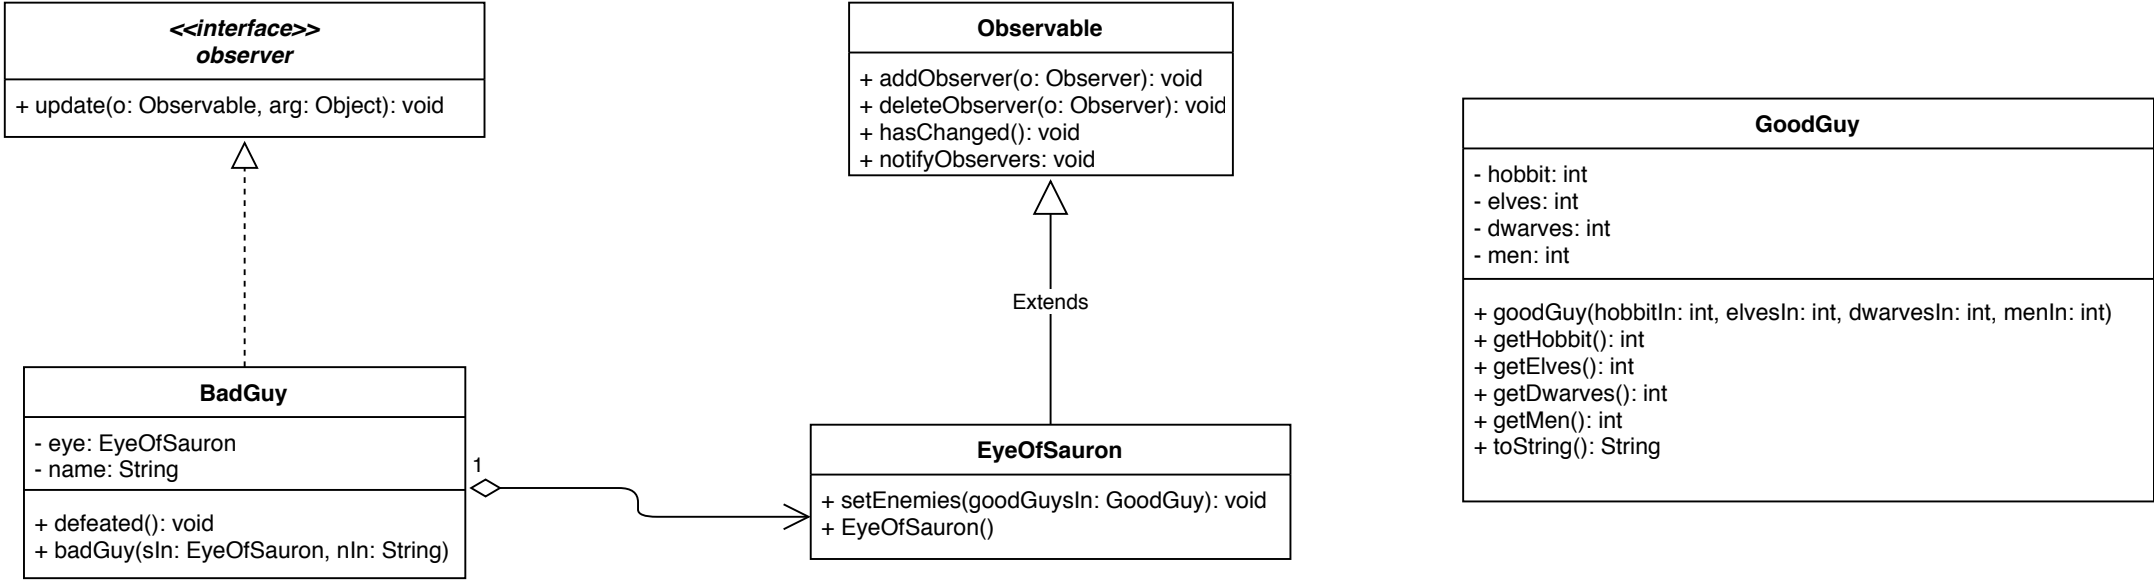 <<interface>>
observer
+ update(o: Observable, arg: Object): void
Observable
+ addObserver(o: Observer): void
+ deleteObserver(o: Observer): void
+ hasChanged(): void
+ notifyObservers: void
GoodGuy
- hobbit: int
- elves: int
- dwarves: int
- men: int
+ goodGuy(hobbitIn: int, elvesIn: int, dwarvesIn: int, menIn: int)
+ getHobbit(): int
+ getElves(): int
+ getDwarves(): int
+ getMen(): int
+ toString(): String
Extends
BadGuy
- eye: EyeOfSauron
- name: String
+ defeated(): void
+ badGuy(sIn: EyeOfSauron, nIn: String)
1
EyeOfSauron
+ setEnemies(goodGuysIn: GoodGuy): void
+ EyeOfSauron()